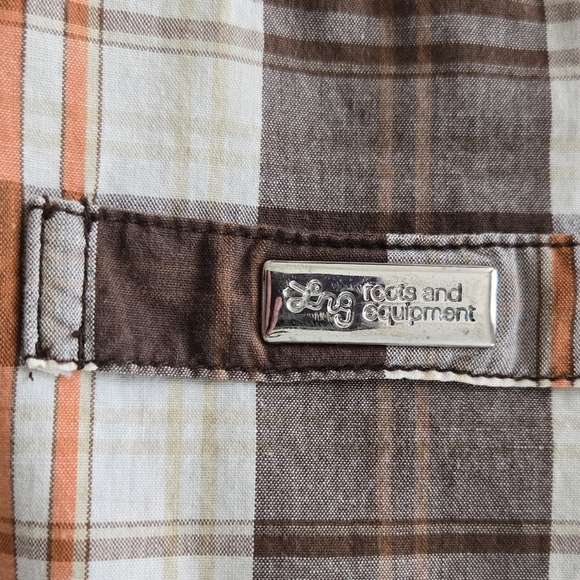 LRG roots and
equipment